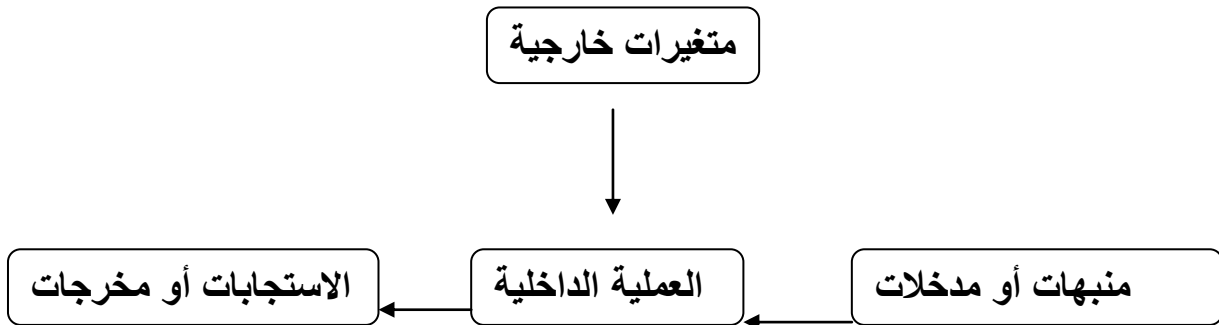 متغيرات خارجية
منبهات أو مدخلات
العملية الداخلية
الاستجابات أو مخرجات